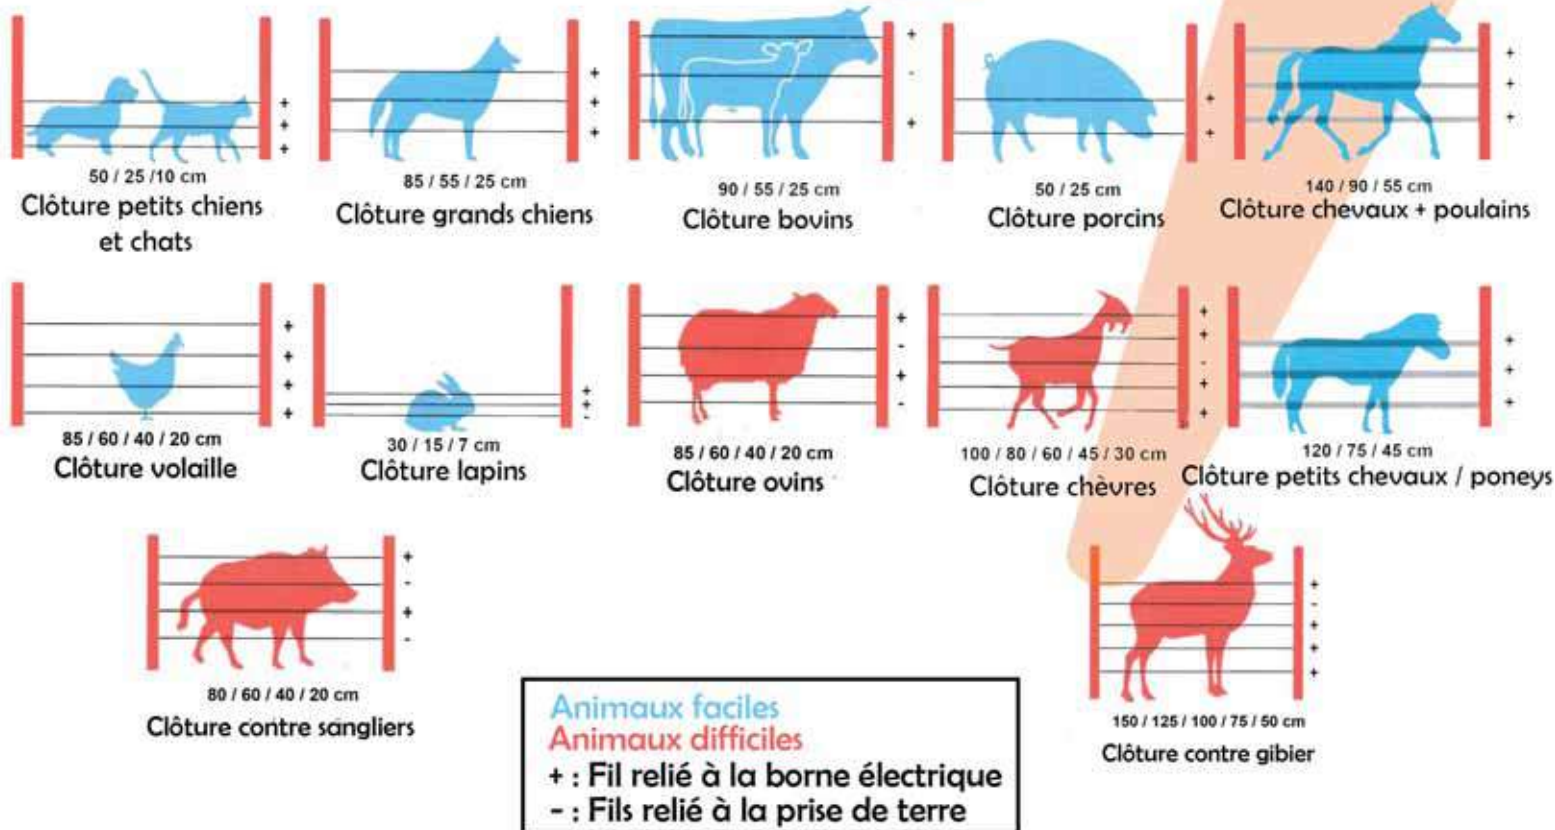 +
+
+
50 / 25 /10 cm
Clôture petits chiens
et chats
+
+
+
85 / 55 / 25 cm
Clôture grands chiens
+
-
+
90 / 55 / 25 cm
Clôture bovins
+
+
50 / 25 cm
Clôture porcins
+
+
+
140 / 90 / 55 cm
Clôture chevaux + poulains
+
+
+
+
85 / 60 / 40 / 20 cm
Clôture volaille
+
+
-
30 / 15 / 7 cm
Clôture lapins
+
-
+
-
85 / 60 / 40 / 20 cm
Clôture ovins
+
+
-
+
+
100 / 80 / 60 / 45 / 30 cm
Clôture chèvres
+
+
+
120 / 75 / 45 cm
Clôture petits chevaux / poneys
+
-
+
-
80 / 60 / 40 / 20 cm
Clôture contre sangliers
+
-
+
+
+
150 / 125 / 100 / 75 / 50 cm
Clôture contre gibier
Animaux faciles
Animaux difficiles
+ : Fil relié à la borne électrique
- : Fils relié à la prise de terre